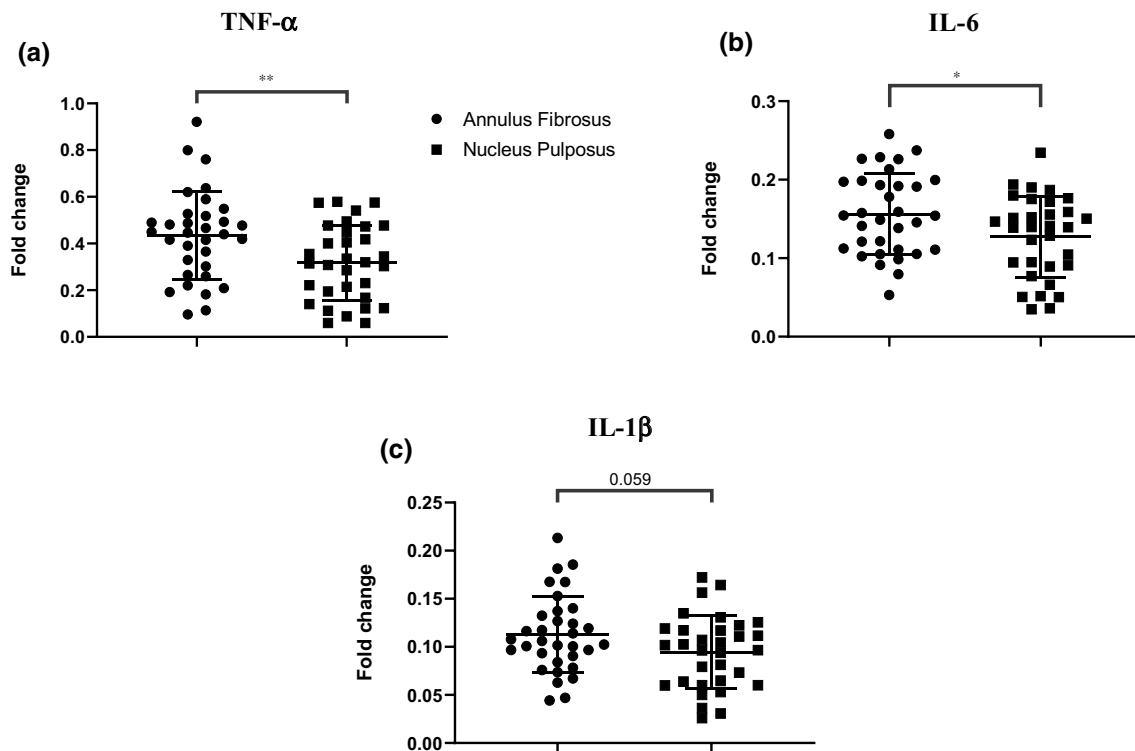 TNF-α
(a)
**
1.0
0.8
0.6
0.4
0.2
0.0
Fold change
Annulus Fibrosus
Nucleus Pulposus
IL-6
(b)
*
0.3
0.2
0.1
0.0
Fold change
IL-1β
(c)
0.059
0.25
0.20
0.15
0.10
0.05
0.00
Fold change